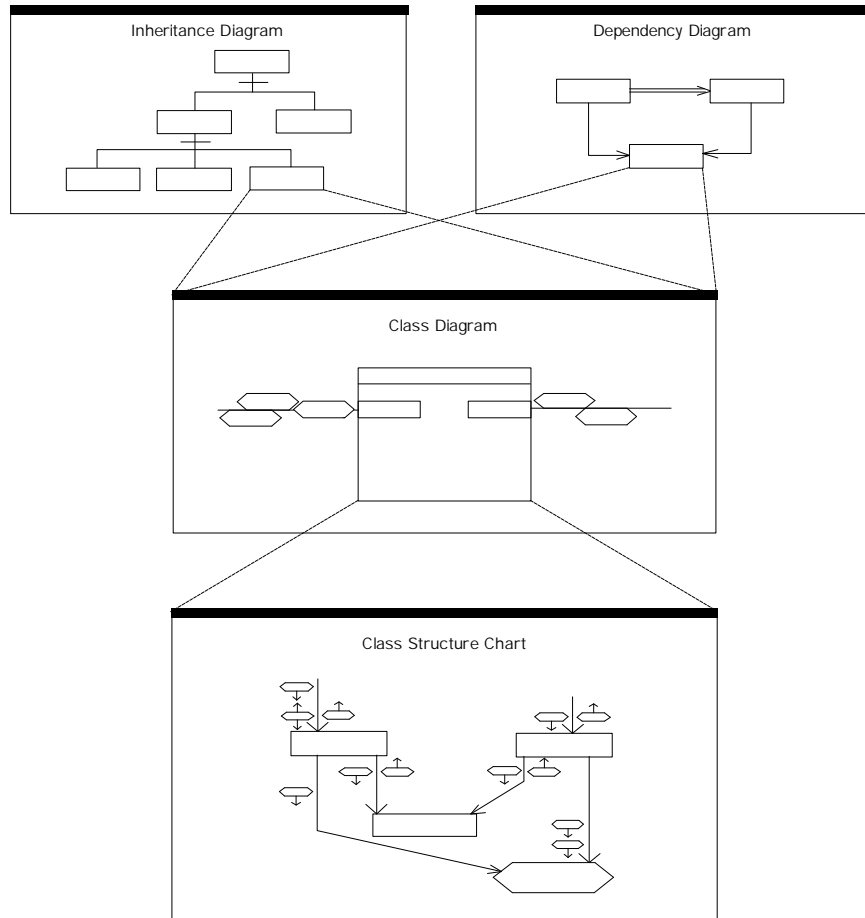 Inheritance Diagram
Dependency Diagram
Class Diagram
Class Structure Chart